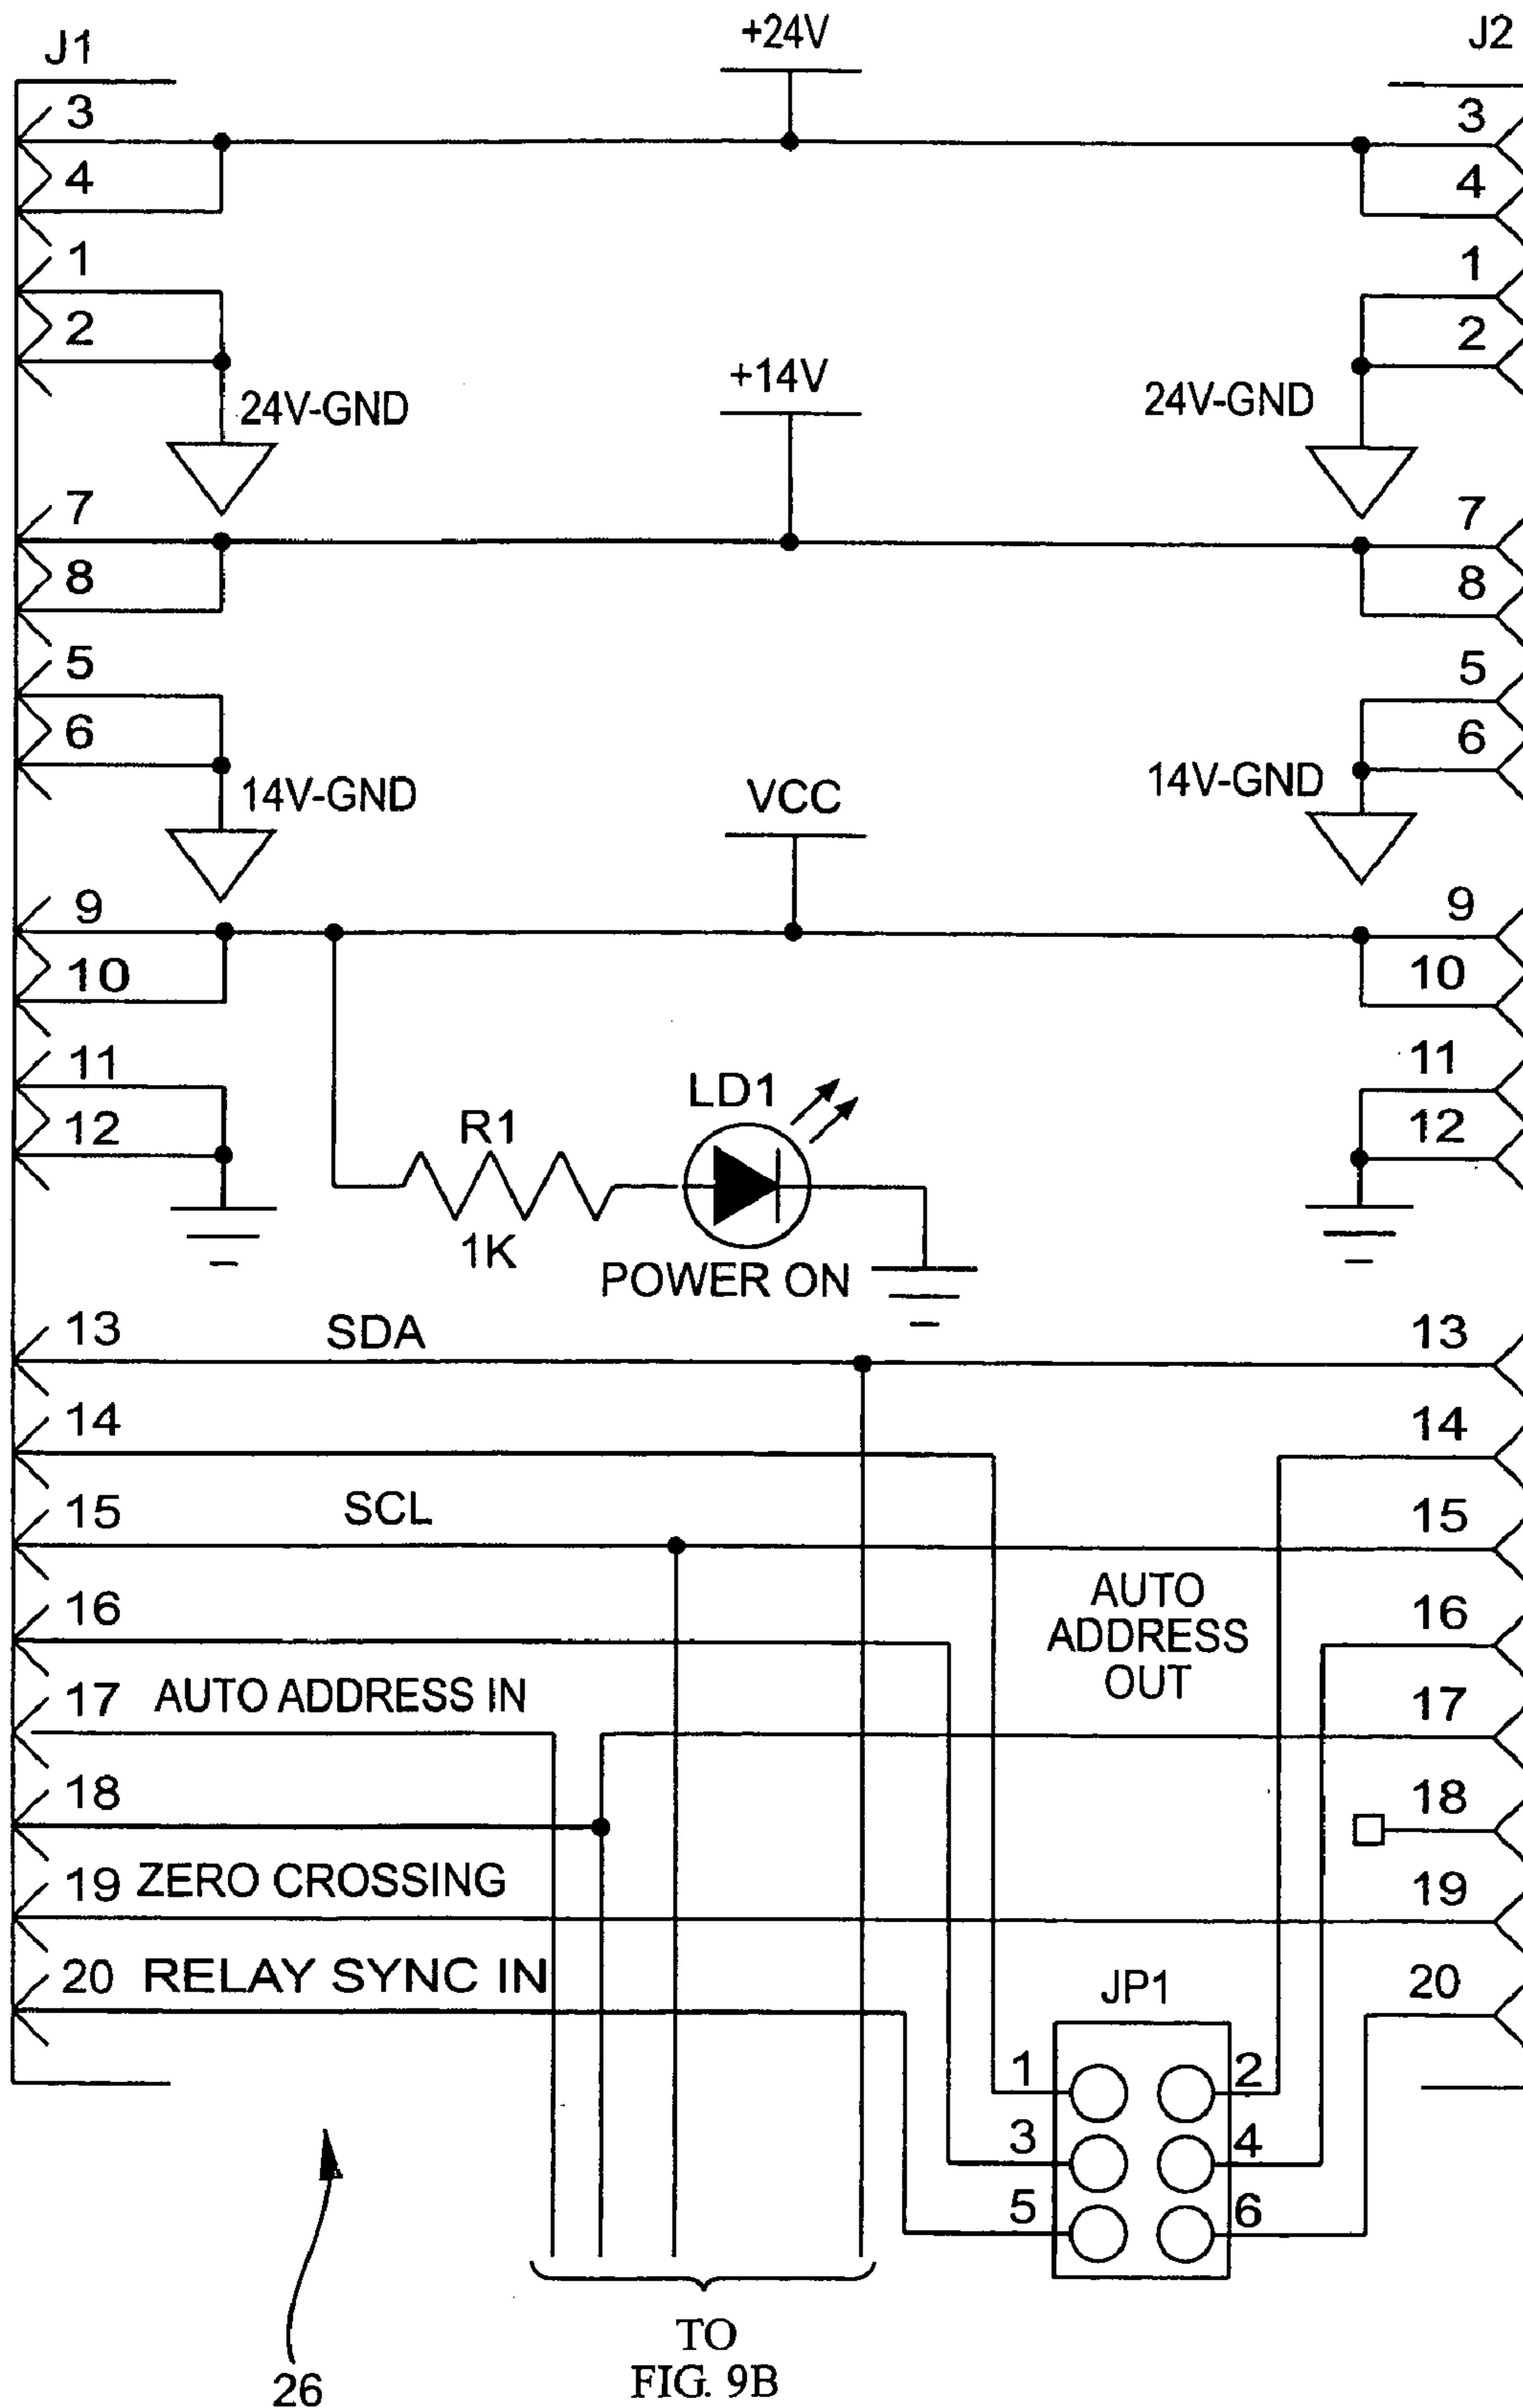 J1 +24V J2
3 3
4 4
1 1
2 2
+14V
24V-GND 24V-GND
7 7
8 8
5 5
6 6
14V-GND VCC 14V-GND
9 9
10 10
11 11
LD1
R1
12 12
1K
POWER ON
13 SDA 13
14 14
15 SCL 15
AUTO
ADDRESS
OUT
16 16
17 AUTO ADDRESS IN 17
18 18
19 ZERO CROSSING 19
20 RELAY SYNC IN 20
JP1
1 2
3 4
5 6
TO
FIG. 9B
26